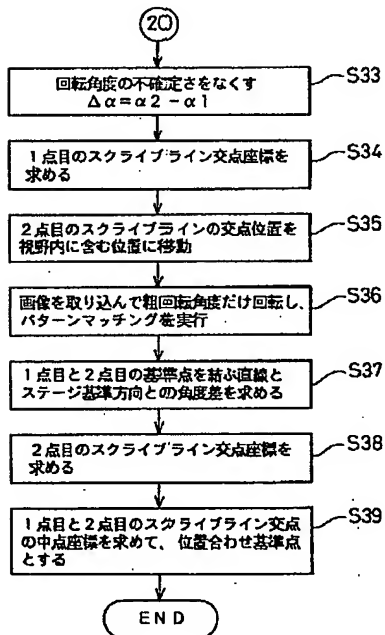 20
回転角度の不確定さをなくす
Δα=α2-α1
S33
1点目のスクライブライン交点座標を
求める
S34
2点目のスクライブラインの交点位置を
視野内に含む位置に移動
S35
画像を取り込んで粗回転角度だけ回転し、
パターンマッチングを実行
S36
1点目と2点目の基準点を結ぶ直線と
ステージ基準方向との角度差を求める
S37
2点目のスクライブライン交点座標を
求める
S38
1点目と2点目のスクライブライン交点
の中点座標を求めて、位置合わせ基準点
とする
S39
END